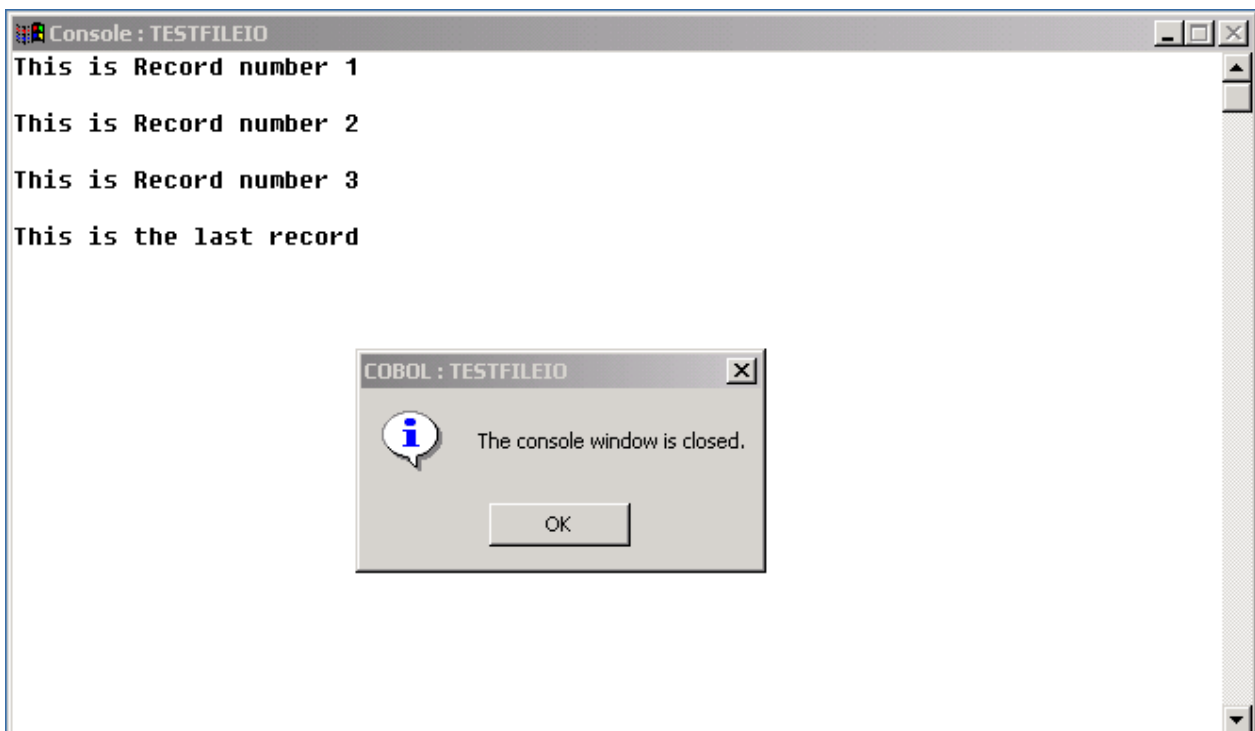 Console : TESTFILEIO
This is Record number 1
This is Record number 2
This is Record number 3
This is the last record
COBOL : TESTFILEIO
The console window is closed.
OK